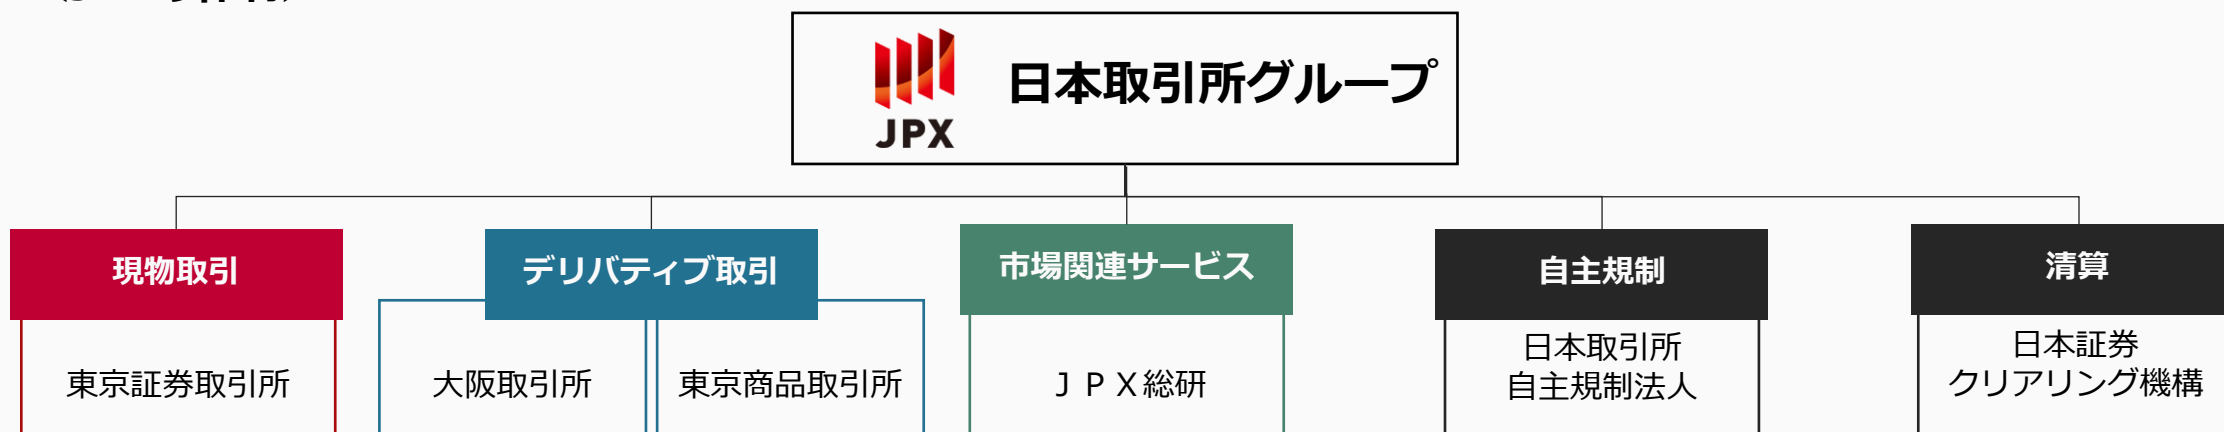 JPX
日本取引所グループ
現物取引
デリバティブ取引
市場関連サービス
自主規制
清算
東京証券取引所
大阪取引所
東京商品取引所
ＪＰＸ総研
日本取引所
自主規制法人
日本証券
クリアリング機構